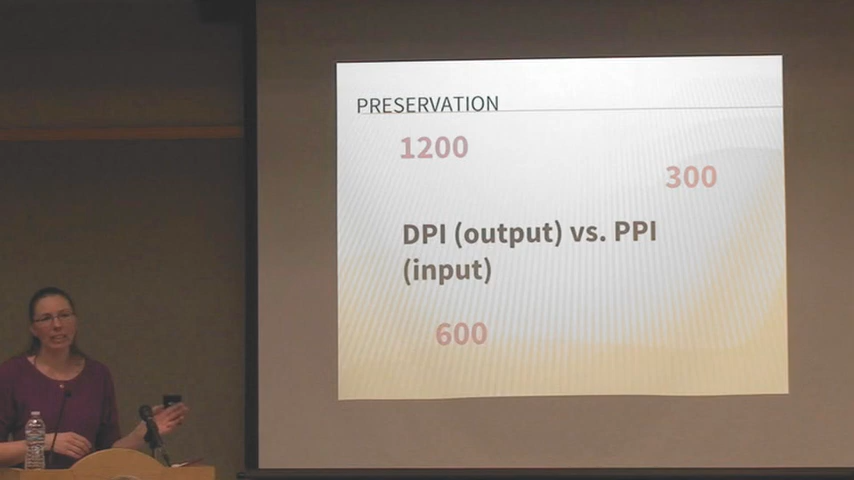 PRESERVATION
1200
300
DPI (output) vs. PPI
(input)
600